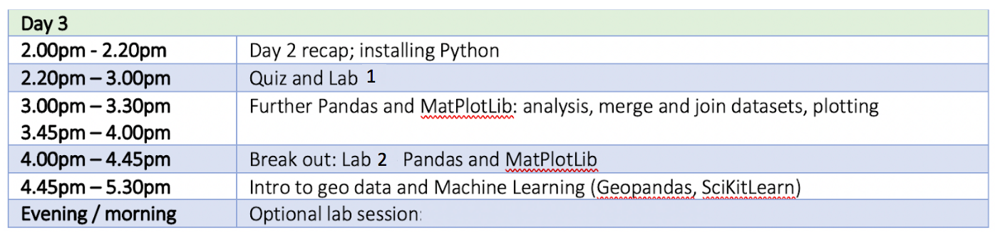 Day 3
2.00pm - 2.20pm Day 2 recap; installing Python
2.20pm – 3.00pm Quiz and Lab 1
3.00pm – 3.30pm Further Pandas and MatPlotLib: analysis, merge and join datasets, plotting
3.45pm – 4.00pm
4.00pm – 4.45pm Break out: Lab 2 Pandas and MatPlotLib
4.45pm – 5.30pm Intro to geo data and Machine Learning (Geopandas, SciKitLearn)
Evening / morning Optional lab session: